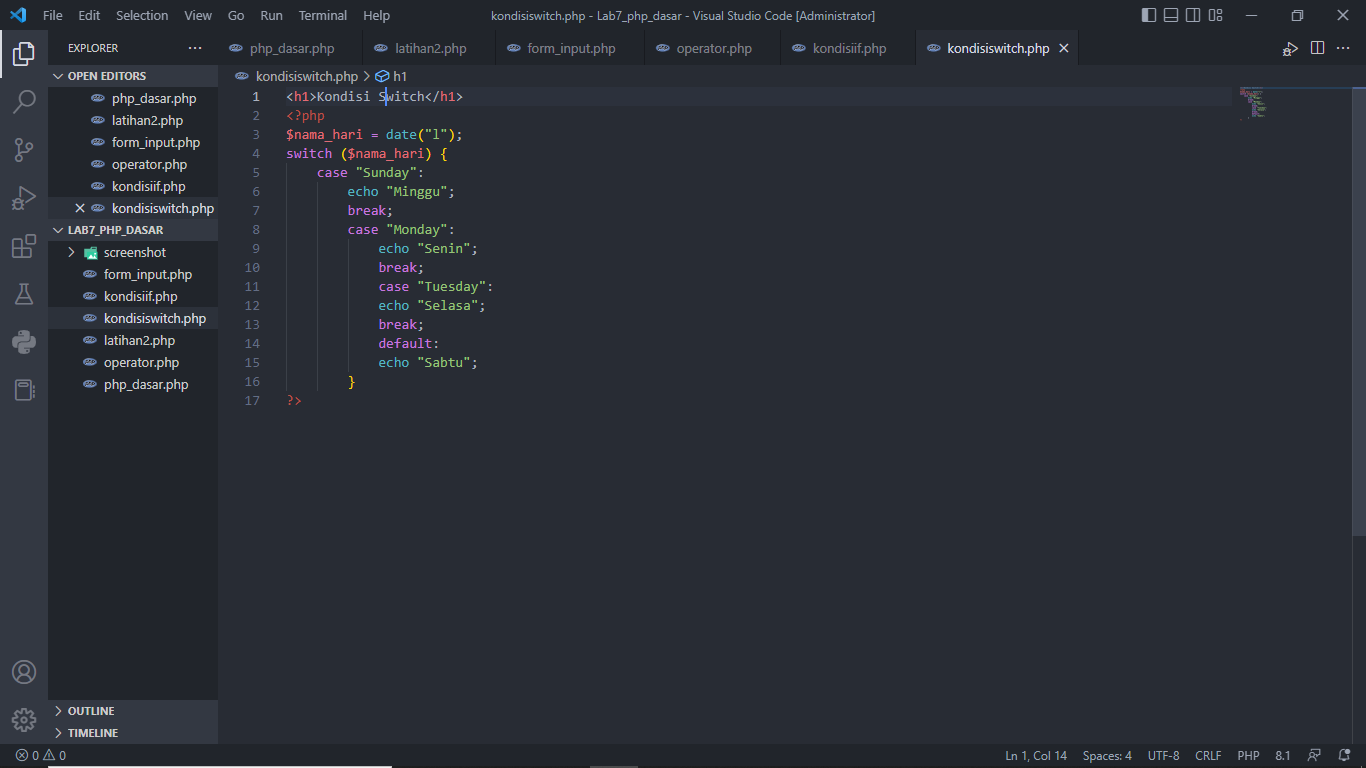 File Edit Selection View Go Run Terminal Help kondisiswitch.php - Lab7_php_dasar - Visual Studio Code [Administrator]
EXPLORER
php_dasar.php latihan2.php form_input.php operator.php kondisiif.php kondisiswitch.php
OPEN EDITORS
php_dasar.php
latihan2.php
form_input.php
operator.php
kondisiif.php
kondisiswitch.php
LAB7_PHP_DASAR
screenshot
form_input.php
kondisiif.php
kondisiswitch.php
latihan2.php
operator.php
php_dasar.php
OUTLINE
TIMELINE
kondisiswitch.php > h1
1 <h1>Kondisi Switch</h1>
2 <?php
3 $nama_hari = date("l");
4 switch ($nama_hari) {
5 case "Sunday":
6 echo "Minggu";
7 break;
8 case "Monday":
9 echo "Senin";
10 break;
11 case "Tuesday":
12 echo "Selasa";
13 break;
14 default:
15 echo "Sabtu";
16 }
17 ?>
0 0 Ln 1, Col 14 Spaces: 4 UTF-8 CRLF PHP 8.1